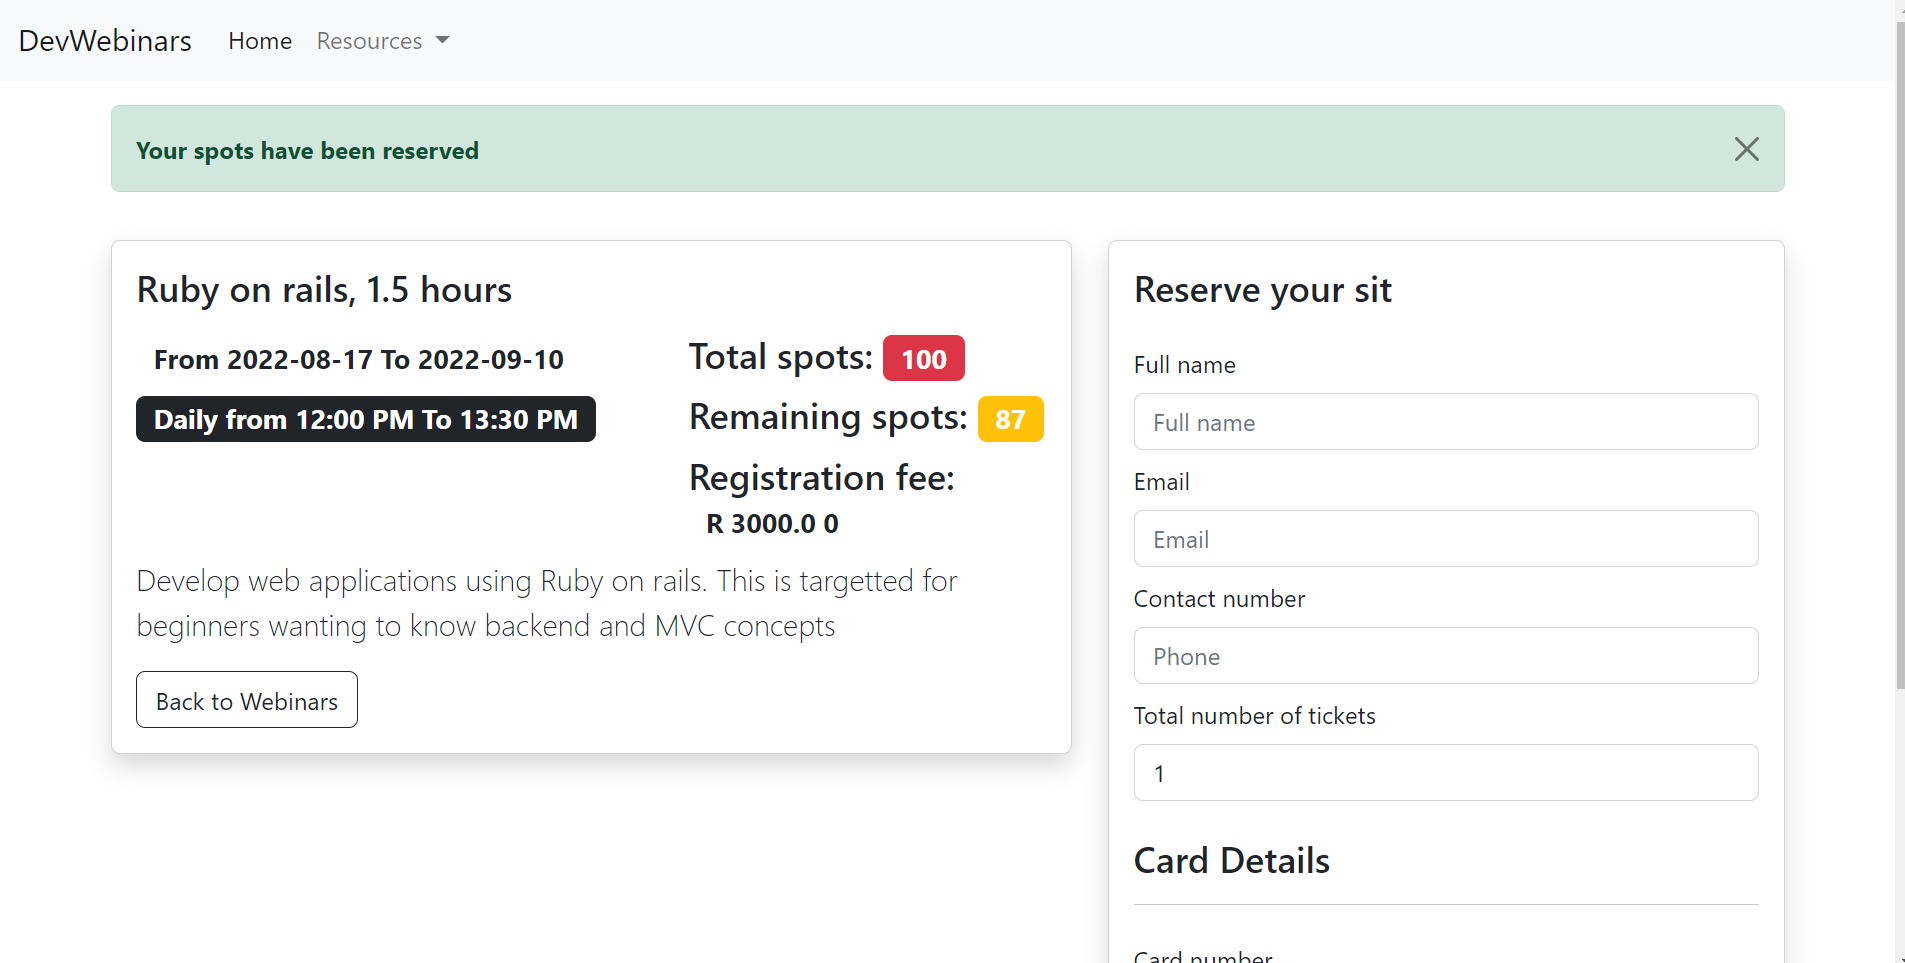 DevWebinars Home Resources
Your spots have been reserved
Ruby on rails, 1.5 hours
From 2022-08-17 To 2022-09-10
Daily from 12:00 PM To 13:30 PM
Total spots: 100
Remaining spots: 87
Registration fee:
R 3000.0 0
Develop web applications using Ruby on rails. This is targetted for
beginners wanting to know backend and MVC concepts
Back to Webinars
Reserve your sit
Full name
Full name
Email
Email
Contact number
Phone
Total number of tickets
1
Card Details
Card number